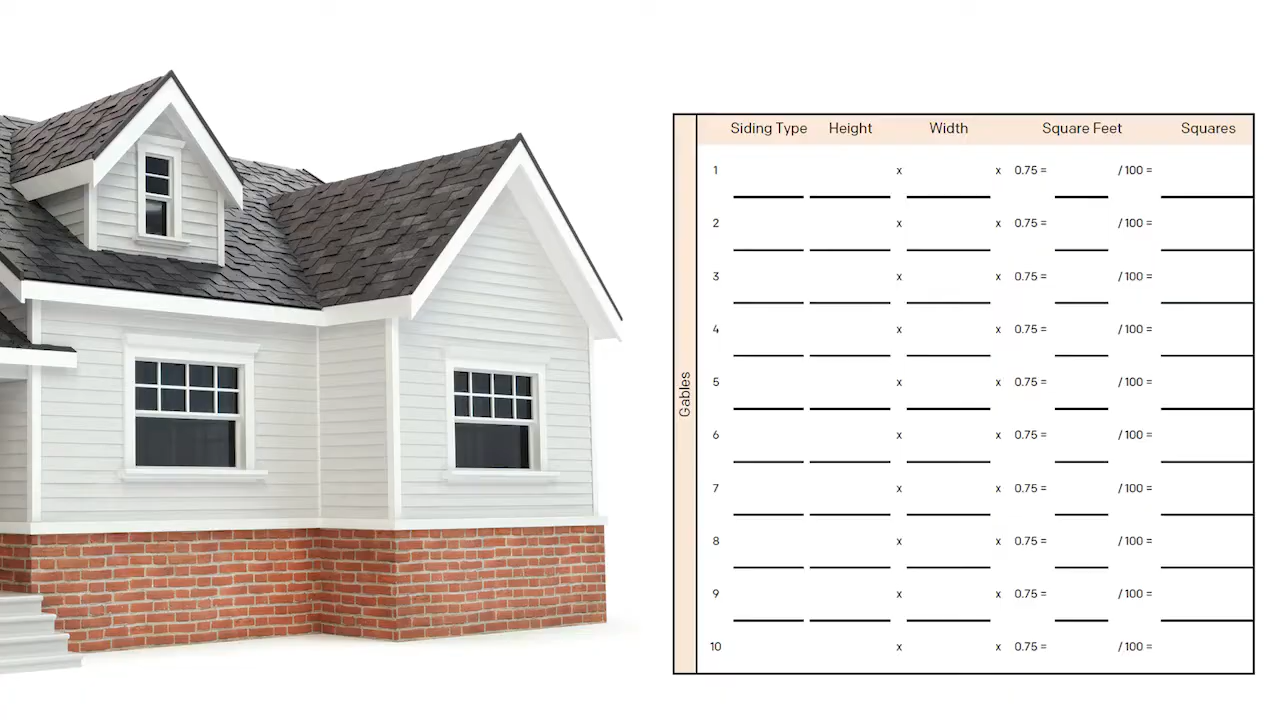 Siding Type Height Width Square Feet Squares
Gables
1 x x 0.75 = / 100 =
2 x x 0.75 = / 100 =
3 x x 0.75 = / 100 =
4 x x 0.75 = / 100 =
5 x x 0.75 = / 100 =
6 x x 0.75 = / 100 =
7 x x 0.75 = / 100 =
8 x x 0.75 = / 100 =
9 x x 0.75 = / 100 =
10 x x 0.75 = / 100 =